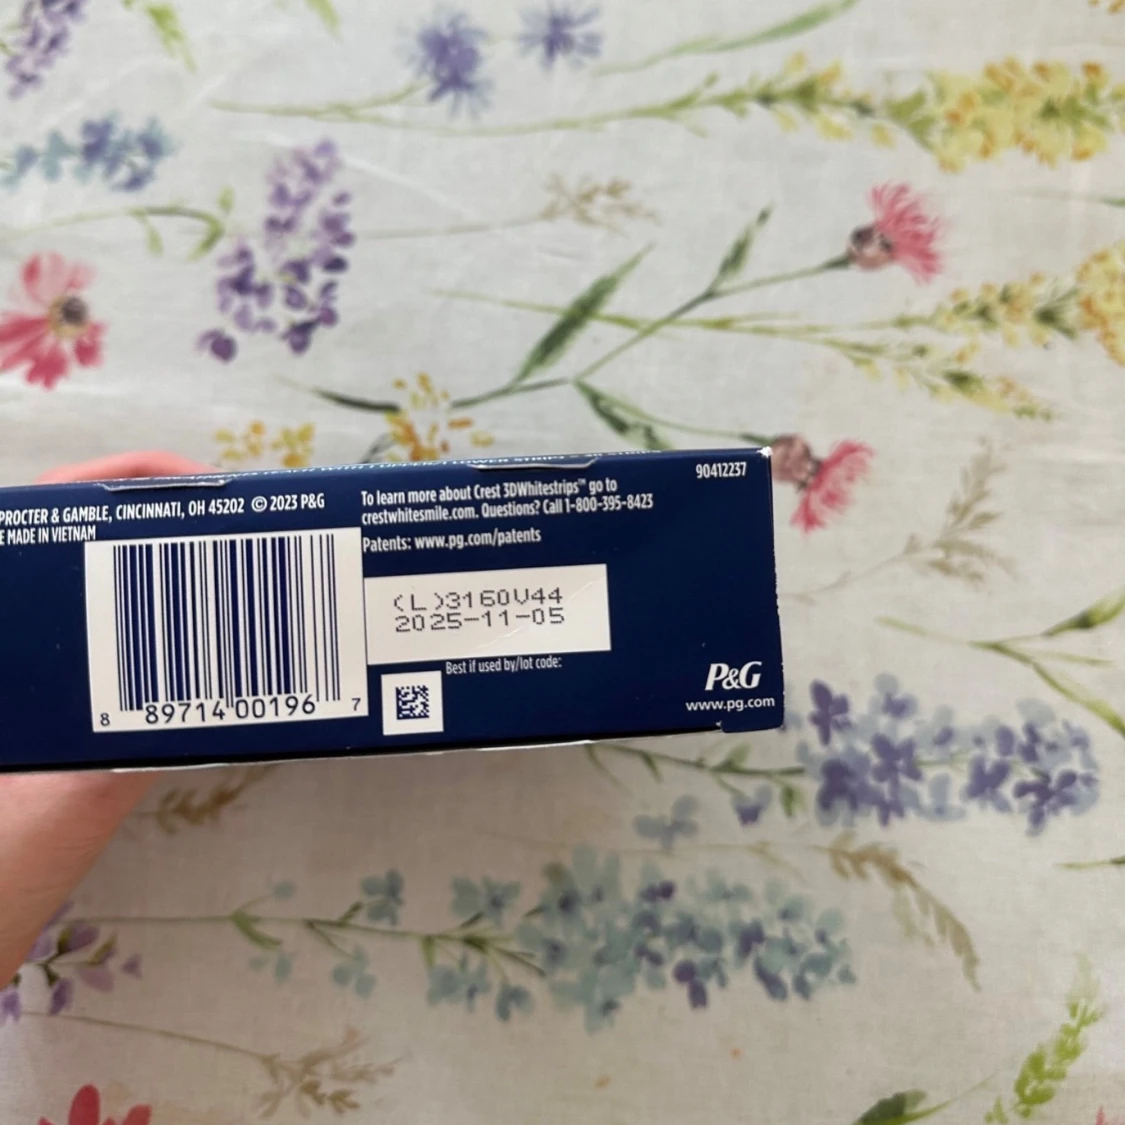 90412237
PROCTER & GAMBLE, CINCINNATI, OH 45202 © 2023 P&G
MADE IN VIETNAM
To learn more about Crest 3DWhitestrips™ go to
crestwhitesmile.com. Questions? Call 1-800-395-8423
Patents: www.pg.com/patents
(L)3160V44
2025-11-05
Best if used by/lot code:
8 89714 00196 7
P&G
www.pg.com